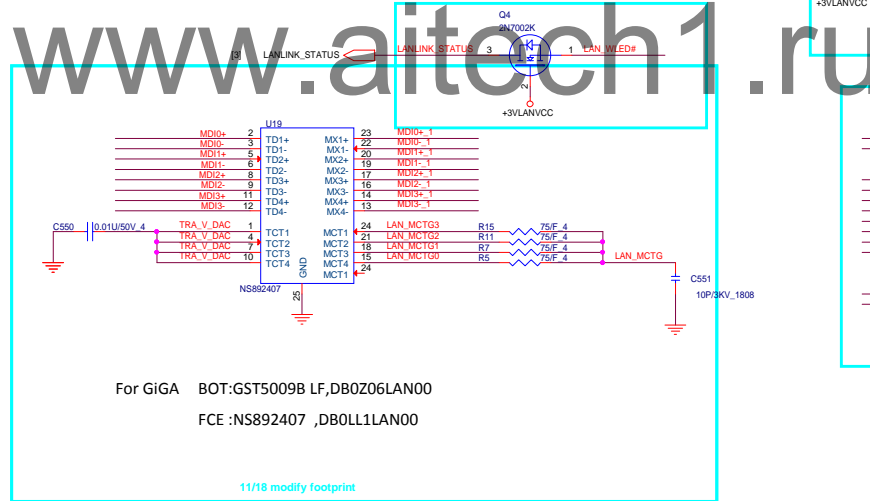 +3VLANVCC
www.aitech1.ru
Q4
2N7002K
[3] LANLINK_STATUS LANLINK_STATUS 3 1 LAN_WLED#
2
+3VLANVCC
U19
MDI0+ 2 TD1+ MX1+ 23 MDI0+_1
MDI0- 3 TD1- MX1- 22 MDI0-_1
MDI1+ 5 TD2+ MX2+ 20 MDI1+_1
MDI1- 6 TD2- MX2- 19 MDI1-_1
MDI2+ 8 TD3+ MX3+ 17 MDI2+_1
MDI2- 9 TD3- MX3- 16 MDI2-_1
MDI3+ 11 TD4+ MX4+ 14 MDI3+_1
MDI3- 12 TD4- MX4- 13 MDI3-_1
C550 0.01U/50V_4 TRA_V_DAC 1 TCT1 MCT1 24 LAN_MCTG3 R15 75/F_4
TRA_V_DAC 4 TCT2 MCT2 21 LAN_MCTG2 R11 75/F_4
TRA_V_DAC 7 TCT3 MCT3 18 LAN_MCTG1 R7 75/F_4
TRA_V_DAC 10 TCT4 MCT4 15 LAN_MCTG0 R5 75/F_4 LAN_MCTG
GND MCT1 24
C551
NS892407 25
10P/3KV_1808
For GiGA BOT:GST5009B LF,DB0Z06LAN00
FCE :NS892407 ,DB0LL1LAN00
11/18 modify footprint